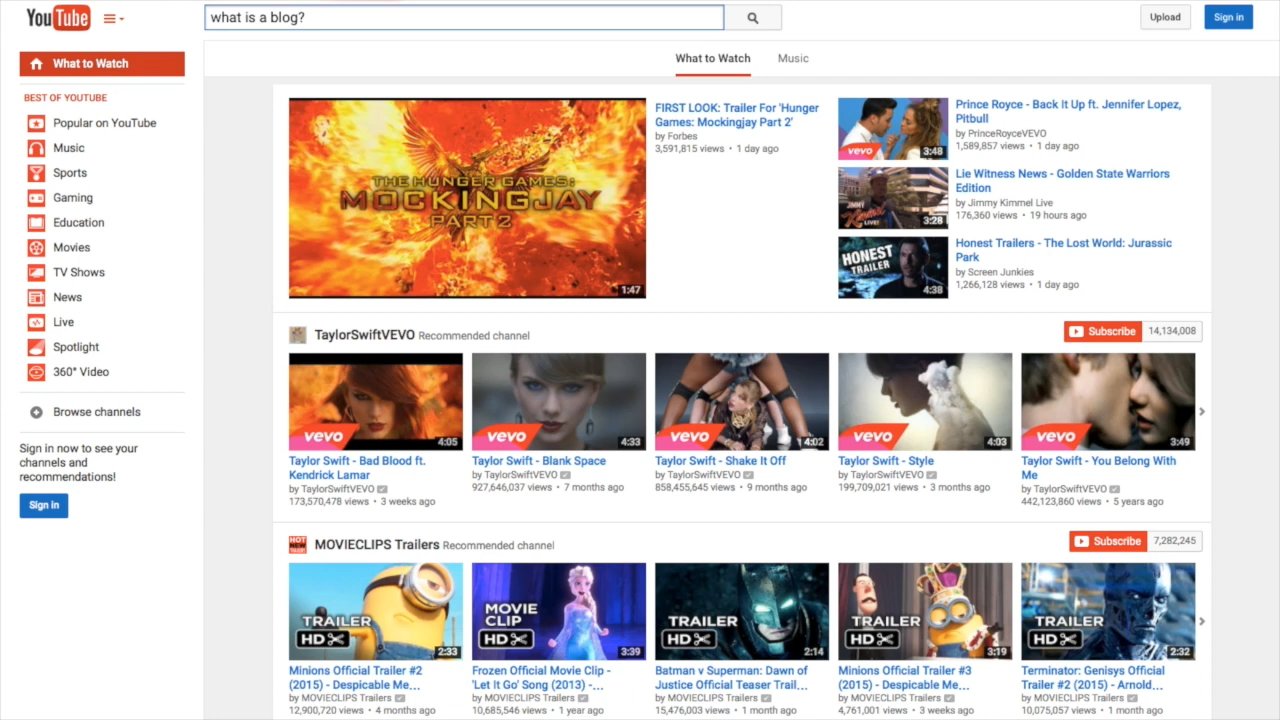 YouTube
what is a blog?
Upload
Sign in
What to Watch
Music
What to Watch
BEST OF YOUTUBE
Popular on YouTube
Music
Sports
Gaming
Education
Movies
TV Shows
News
Live
Spotlight
360° Video
Browse channels
Sign in now to see your
channels and
recommendations!
Sign in
THE HUNGER GAMES:
MOCKINGJAY
PART 2
1:47
FIRST LOOK: Trailer For 'Hunger
Games: Mockingjay Part 2'
by Forbes
3,591,815 views • 1 day ago
vevo
3:48
Prince Royce - Back It Up ft. Jennifer Lopez,
Pitbull
by PrinceRoyceVEVO
1,589,857 views • 1 day ago
JIMMY
KIMMEL
LIVE!
3:28
Lie Witness News - Golden State Warriors
Edition
by Jimmy Kimmel Live
176,360 views • 19 hours ago
HONEST
TRAILER
4:38
Honest Trailers - The Lost World: Jurassic
Park
by Screen Junkies
1,266,128 views • 1 day ago
TaylorSwiftVEVO Recommended channel
Subscribe 14,134,008
vevo 4:05
Taylor Swift - Bad Blood ft.
Kendrick Lamar
by TaylorSwiftVEVO
173,570,478 views • 3 weeks ago
vevo 4:33
Taylor Swift - Blank Space
by TaylorSwiftVEVO
927,646,037 views • 7 months ago
vevo 4:02
Taylor Swift - Shake It Off
by TaylorSwiftVEVO
858,455,645 views • 9 months ago
vevo 4:03
Taylor Swift - Style
by TaylorSwiftVEVO
199,709,021 views • 3 months ago
vevo 3:49
Taylor Swift - You Belong With
Me
by TaylorSwiftVEVO
442,123,860 views • 5 years ago
HOT
NEW
MOVIECLIPS Trailers Recommended channel
Subscribe 7,282,245
TRAILER
HD
2:33
Minions Official Trailer #2
(2015) - Despicable Me...
by MOVIECLIPS Trailers
12,900,720 views • 4 months ago
MOVIE
CLIP
HD
3:39
Frozen Official Movie Clip -
'Let It Go' Song (2013) -...
by MOVIECLIPS Trailers
10,685,546 views • 1 year ago
TRAILER
HD
2:14
Batman v Superman: Dawn of
Justice Official Teaser Trail...
by MOVIECLIPS Trailers
15,476,003 views • 1 month ago
TRAILER
HD
3:19
Minions Official Trailer #3
(2015) - Despicable Me...
by MOVIECLIPS Trailers
4,761,001 views • 3 weeks ago
TRAILER
HD
2:32
Terminator: Genisys Official
Trailer #2 (2015) - Arnold...
by MOVIECLIPS Trailers
10,075,057 views • 1 month ago